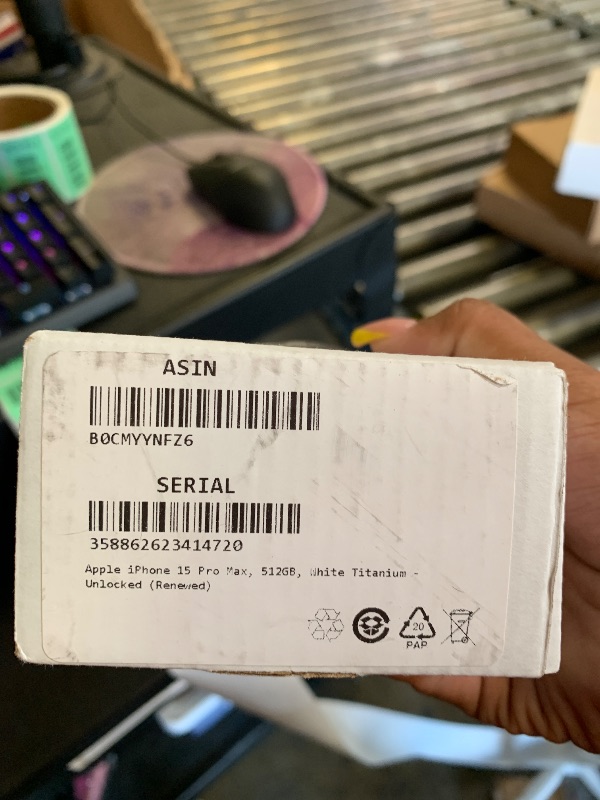 ASIN
B0CMYYNFZ6
SERIAL
358862623414720
Apple iPhone 15 Pro Max, 512GB, White Titanium -
Unlocked (Renewed)
20
PAP